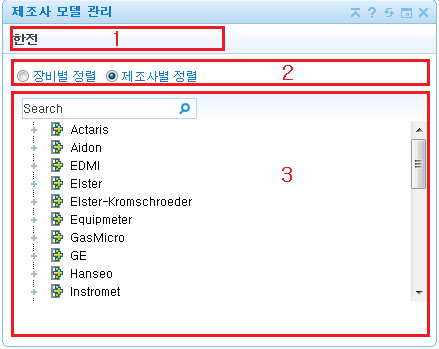 제조사 모델 관리
한전
1
장비별 정렬 제조사별 정렬
2
Search
Actaris
Aidon
EDMI
Elster
Elster-Kromschroeder
Equipmeter
GasMicro
GE
Hanseo
Instromet
3